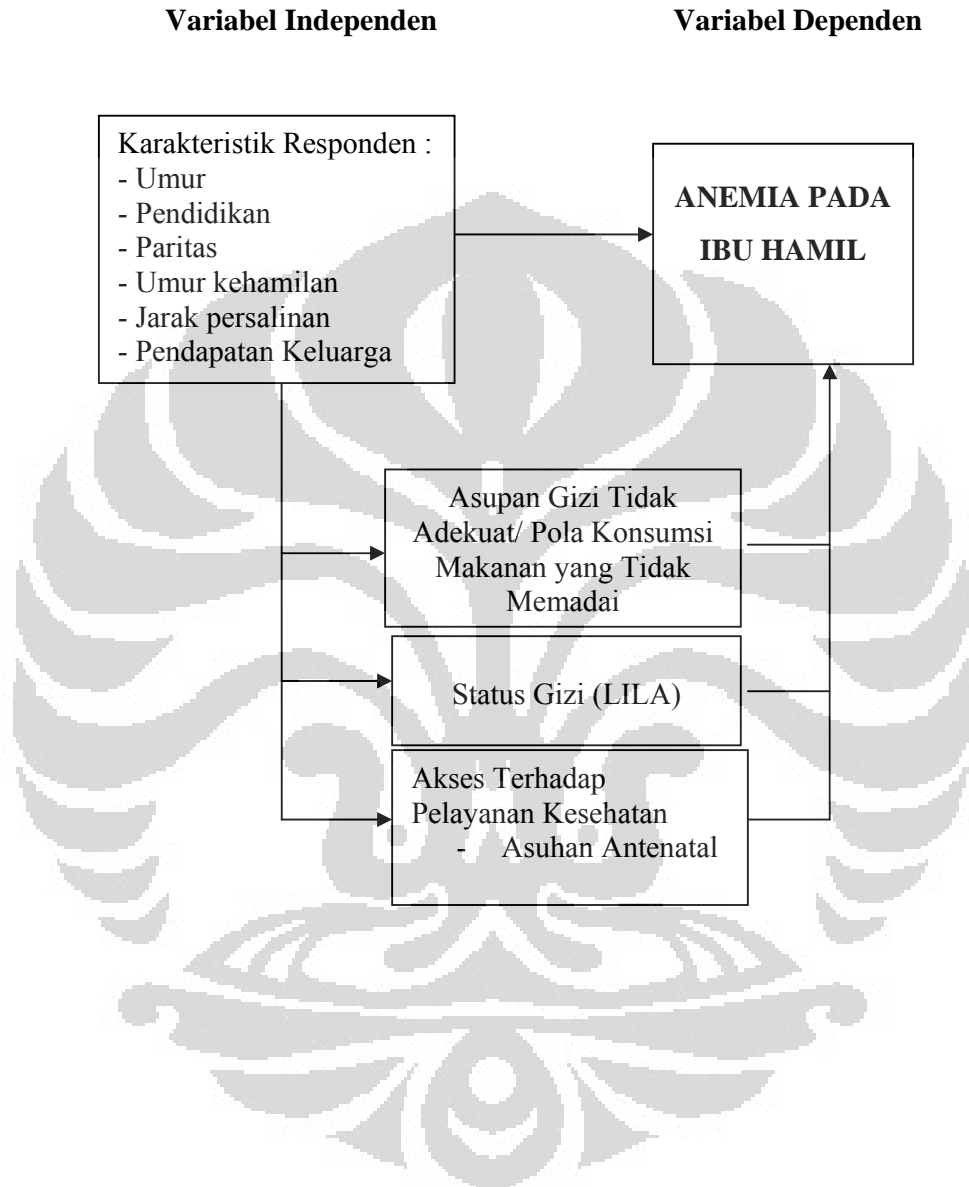 Variabel Independen
Variabel Dependen
Karakteristik Responden :
- Umur
- Pendidikan
- Paritas
- Umur kehamilan
- Jarak persalinan
- Pendapatan Keluarga
ANEMIA PADA
IBU HAMIL
Asupan Gizi Tidak
Adekuat/ Pola Konsumsi
Makanan yang Tidak
Memadai
Status Gizi (LILA)
Akses Terhadap
Pelayanan Kesehatan
- Asuhan Antenatal